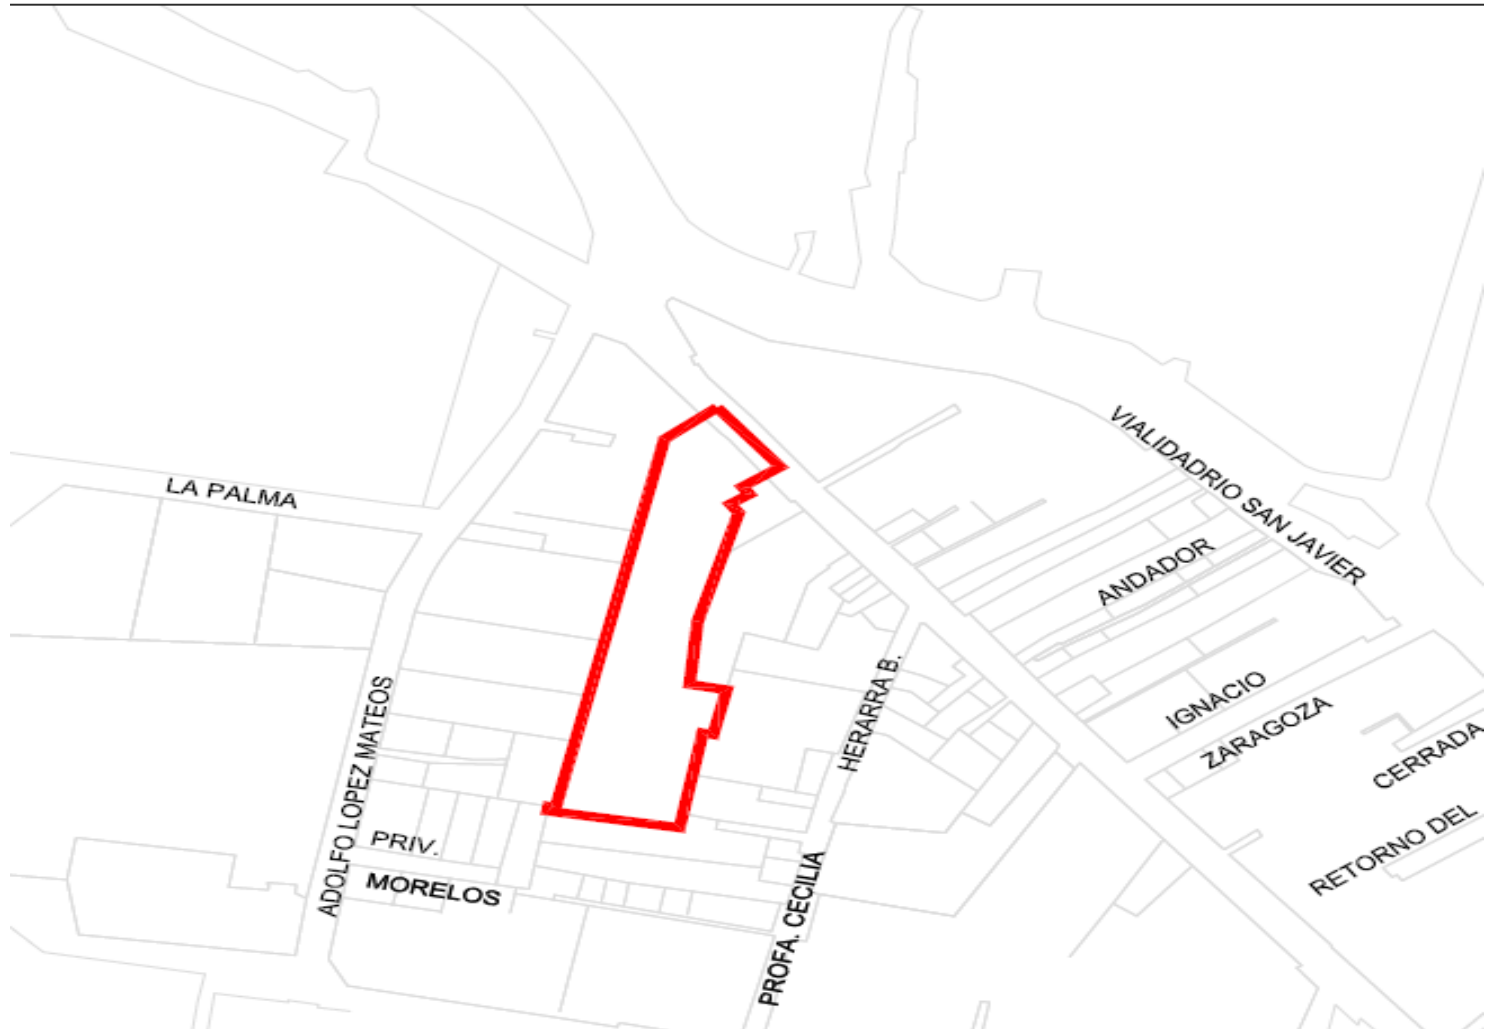 VIALIDADRIO SAN JAVIER
LA PALMA
ANDADOR
HERARRA B.
IGNACIO
ZARAGOZA
CERRADA
ADOLFO LOPEZ MATEOS
RETORNO DEL
PRIV.
MORELOS
PROFA. CECILIA